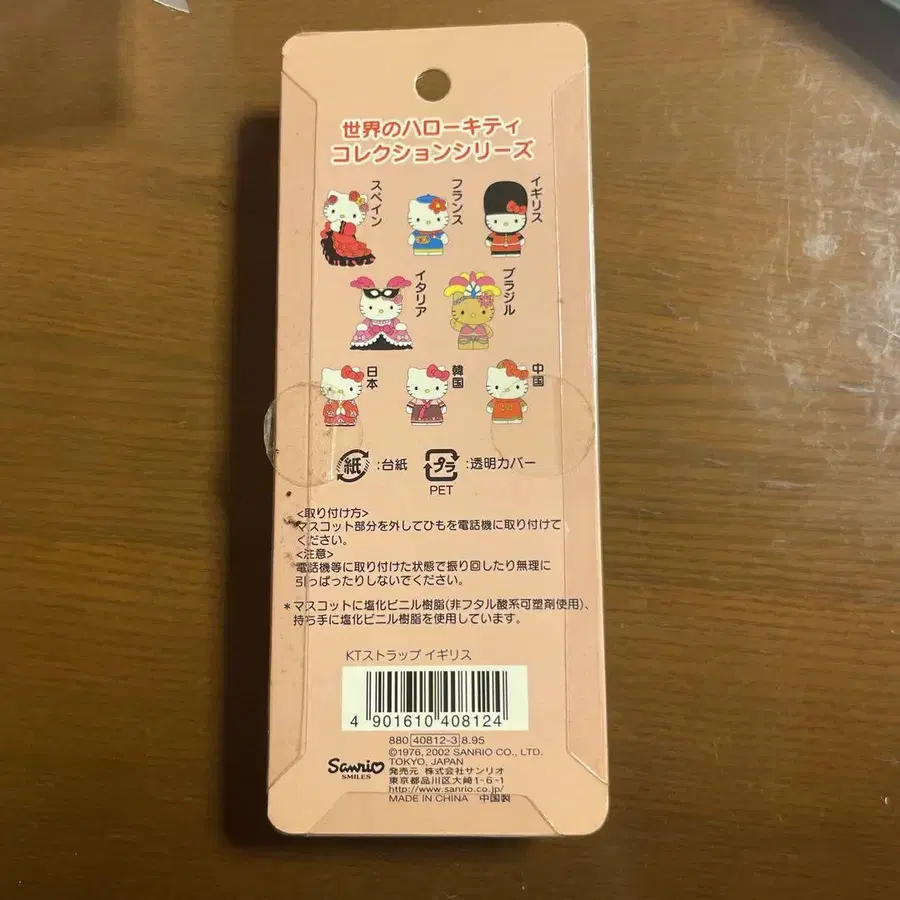 世界のハローキティ
コレクションシリーズ
スペイン
フランス
イギリス
イタリア
ブラジル
日本
韓国
中国
紙:台紙 プラ:透明カバー
PET
<取り付け方>
マスコット部分を外してひもを電話機に取り付けて
ください。
<注意>
電話機等に取り付けた状態で振り回したり無理に
引っぱったりしないでください。
*マスコットに塩化ビニル樹脂(非フタル酸系可塑剤使用)、
持ち手に塩化ビニル樹脂を使用しています。
KTストラップ イギリス
4 901610 408124
880 40812-3 8.95
©1976, 2002 SANRIO CO., LTD.
TOKYO, JAPAN
Sanrio
SMILES
発売元 株式会社サンリオ
東京都品川区大崎1-6-1
http://www.sanrio.co.jp/
MADE IN CHINA 中国製